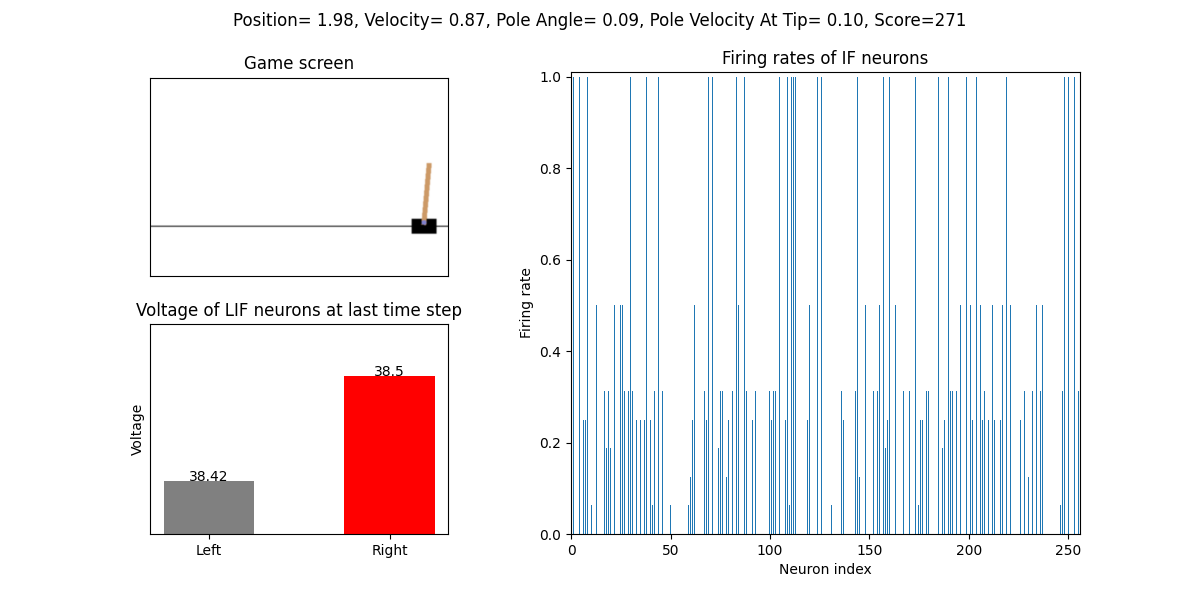 Position= 1.98, Velocity= 0.87, Pole Angle= 0.09, Pole Velocity At Tip= 0.10, Score=271
Game screen
Voltage of LIF neurons at last time step
Voltage
38.42
38.5
Left
Right
Firing rates of IF neurons
Firing rate
1.0
0.8
0.6
0.4
0.2
0.0
0
50
100
150
200
250
Neuron index